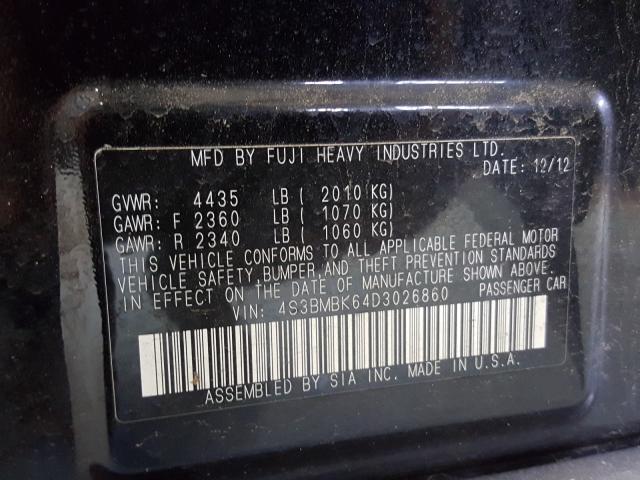 MFD BY FUJI HEAVY INDUSTRIES LTD.
DATE: 12/12
GVWR: 4435 LB ( 2010 KG)
GAWR: F 2360 LB ( 1070 KG)
GAWR: R 2340 LB ( 1060 KG)
THIS VEHICLE CONFORMS TO ALL APPLICABLE FEDERAL MOTOR
VEHICLE SAFETY, BUMPER, AND THEFT PREVENTION STANDARDS
IN EFFECT ON THE DATE OF MANUFACTURE SHOWN ABOVE.
VIN: 4S3BMBK64D3026860 PASSENGER CAR
ASSEMBLED BY SIA INC. MADE IN U.S.A.